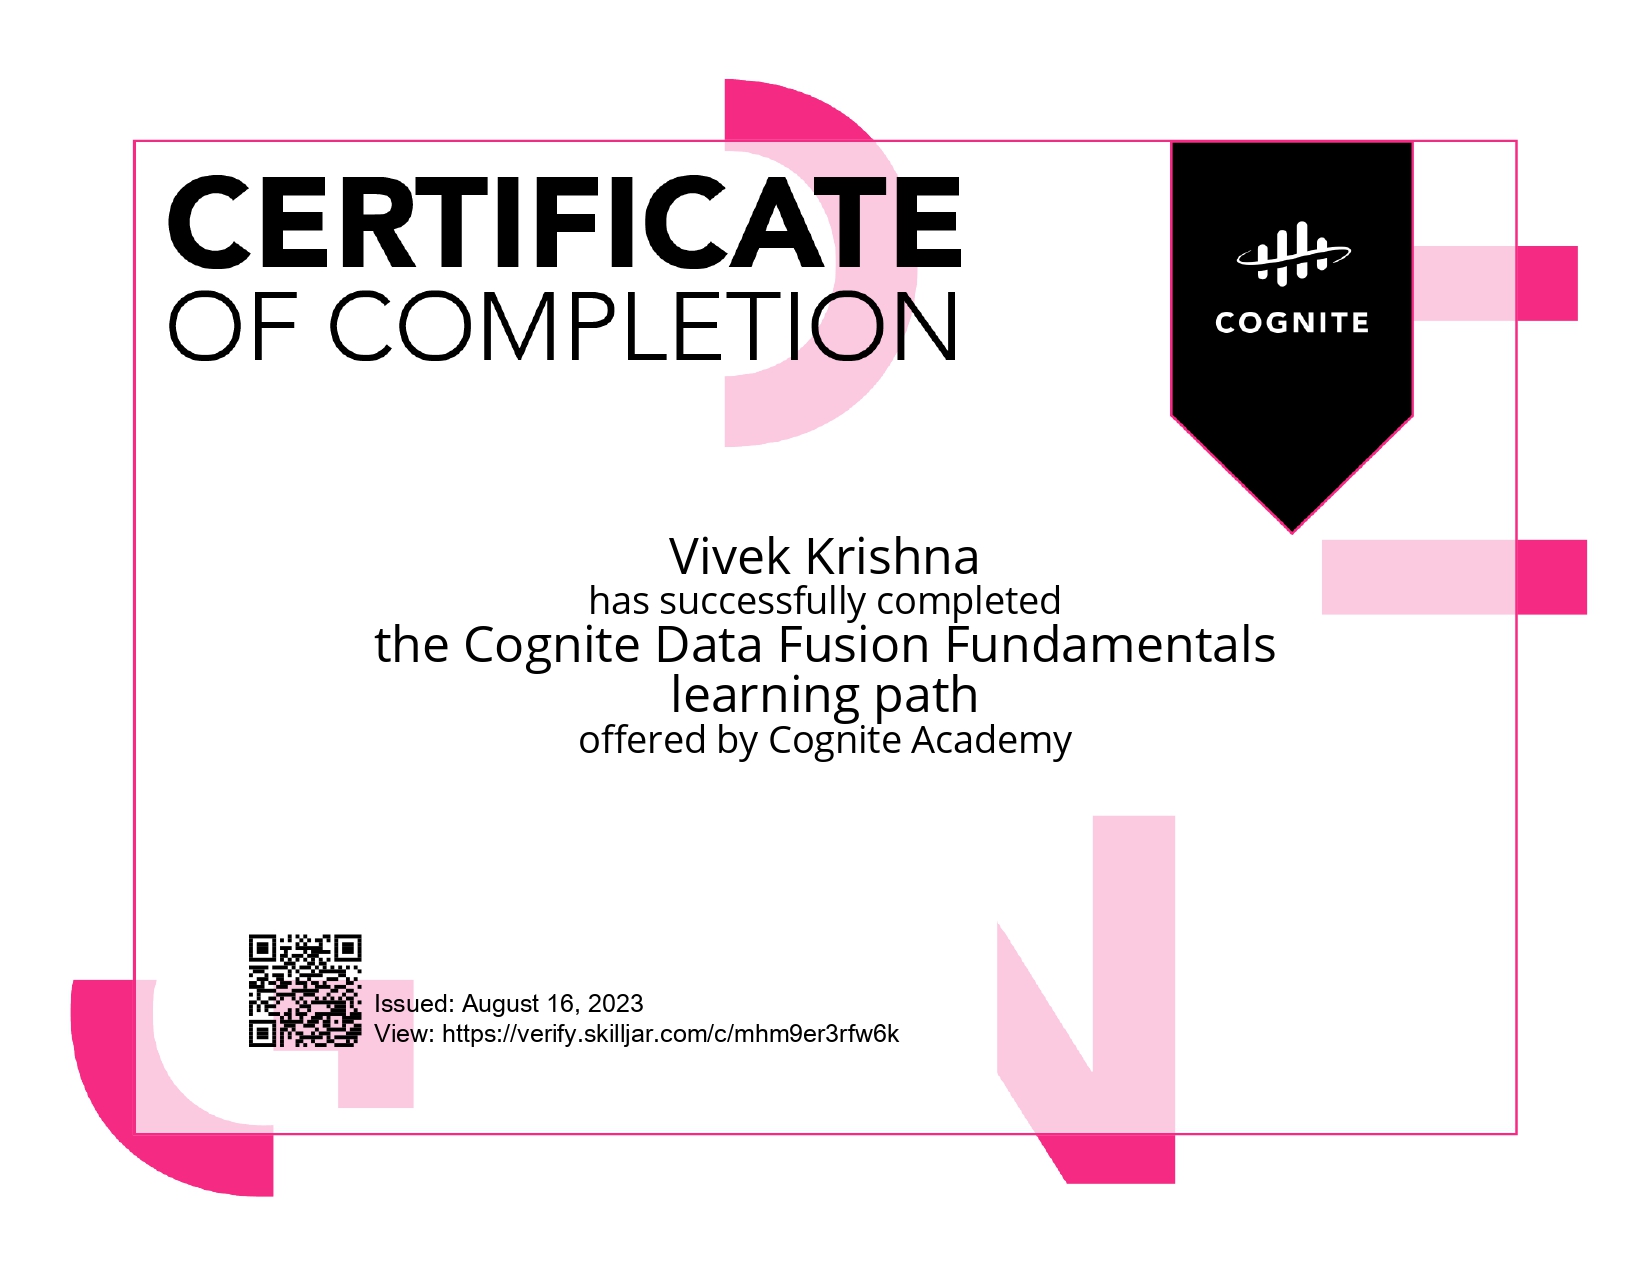 CERTIFICATE
OF COMPLETION
COGNITE
Vivek Krishna
has successfully completed
the Cognite Data Fusion Fundamentals
learning path
offered by Cognite Academy
Issued: August 16, 2023
View: https://verify.skilljar.com/c/mhm9er3rfw6k